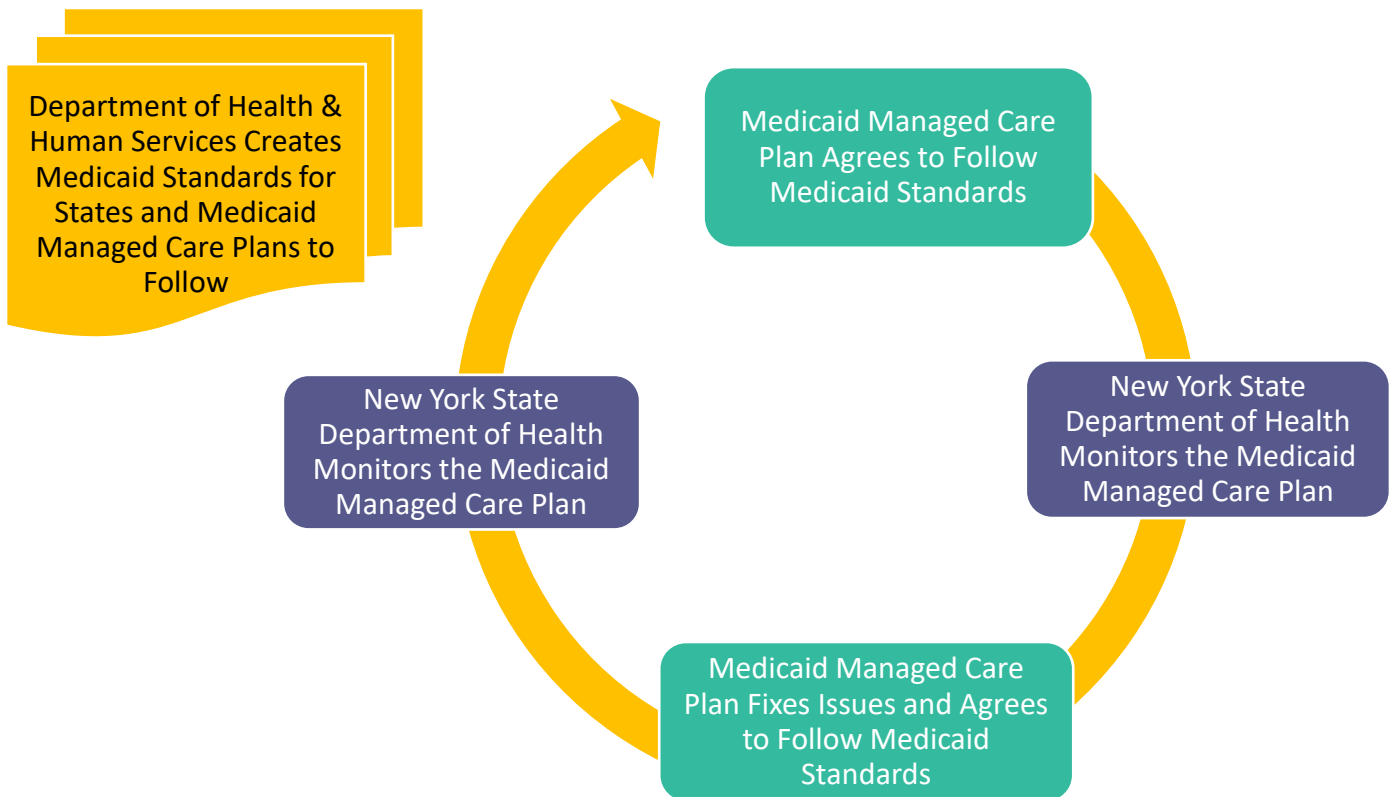 Department of Health &
Human Services Creates
Medicaid Standards for
States and Medicaid
Managed Care Plans to
Follow
Medicaid Managed Care
Plan Agrees to Follow
Medicaid Standards
New York State
Department of Health
Monitors the Medicaid
Managed Care Plan
Medicaid Managed Care
Plan Fixes Issues and Agrees
to Follow Medicaid
Standards
New York State
Department of Health
Monitors the Medicaid
Managed Care Plan